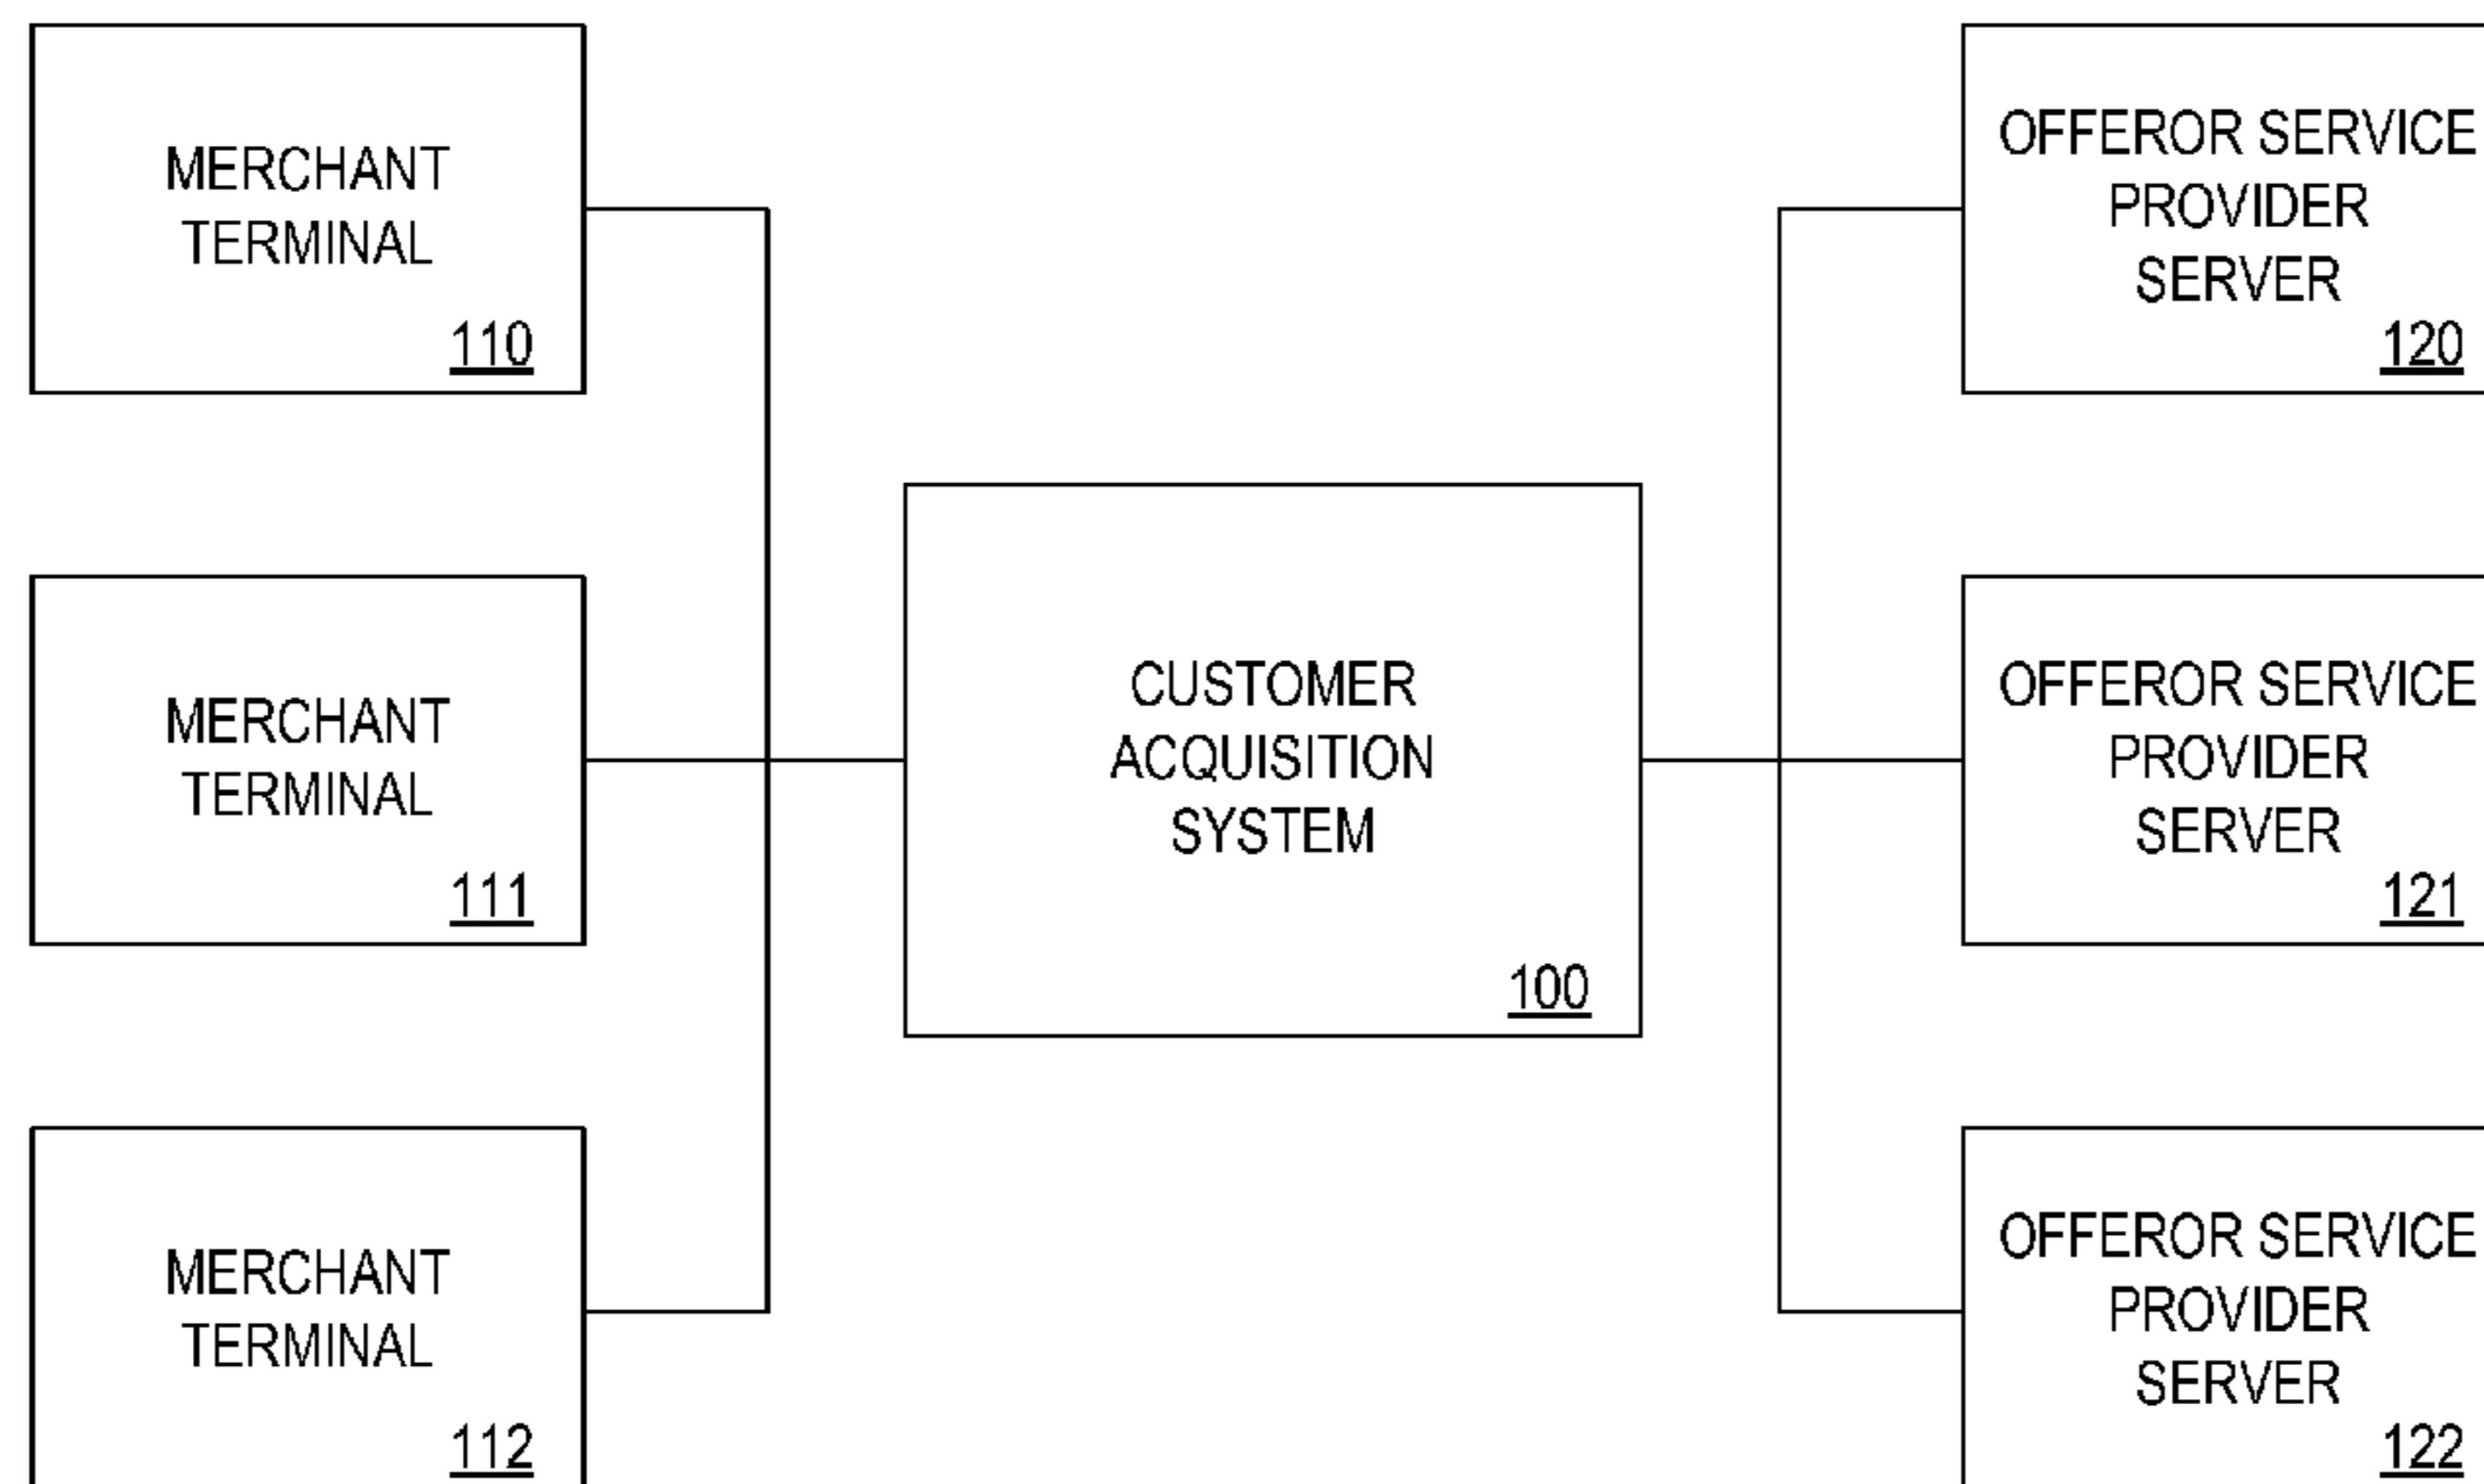 MERCHANT
TERMINAL
110
MERCHANT
TERMINAL
111
MERCHANT
TERMINAL
112
CUSTOMER
ACQUISITION
SYSTEM
100
OFFEROR SERVICE
PROVIDER
SERVER
120
OFFEROR SERVICE
PROVIDER
SERVER
121
OFFEROR SERVICE
PROVIDER
SERVER
122